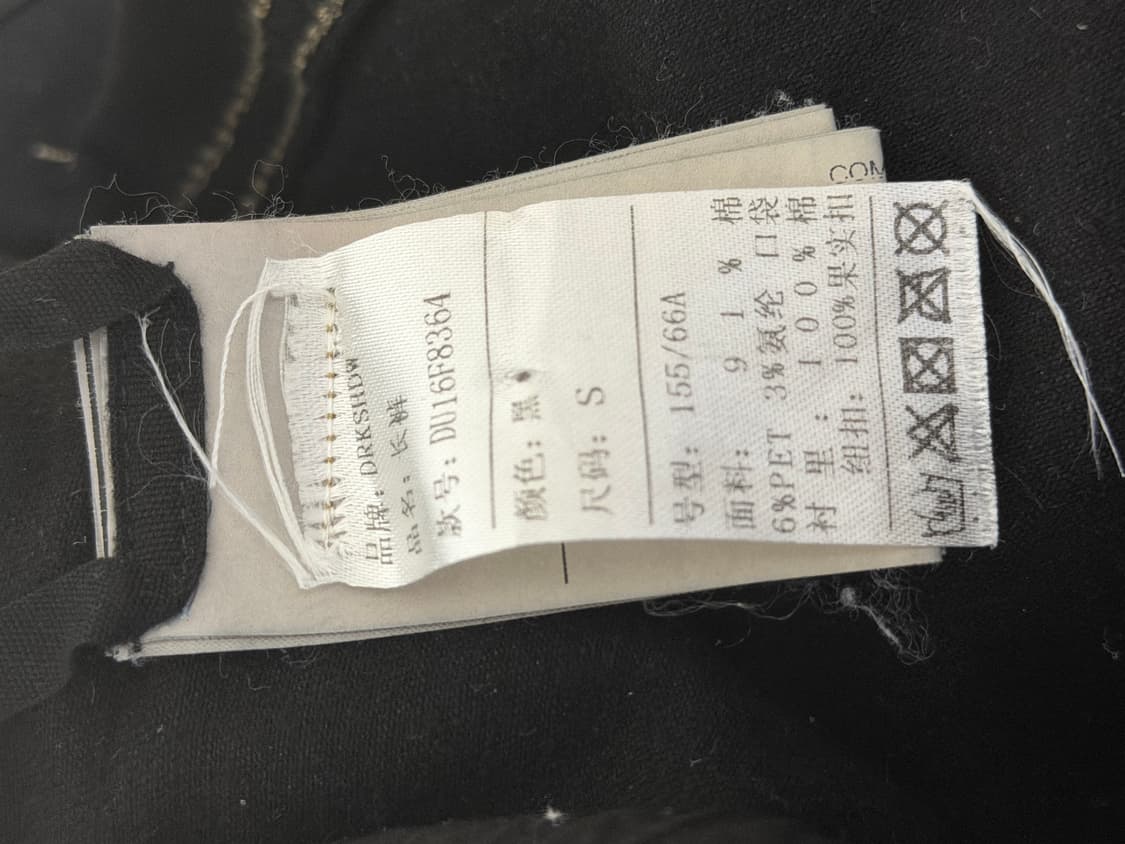 品牌：DRKSHDW
品名：长裤
款号：DU16F8364
颜色：黑
尺码：S
号型：155/66A
面料：91%棉
6%PET 3%氨纶 口袋
衬里：100%棉
纽扣：100%果实扣